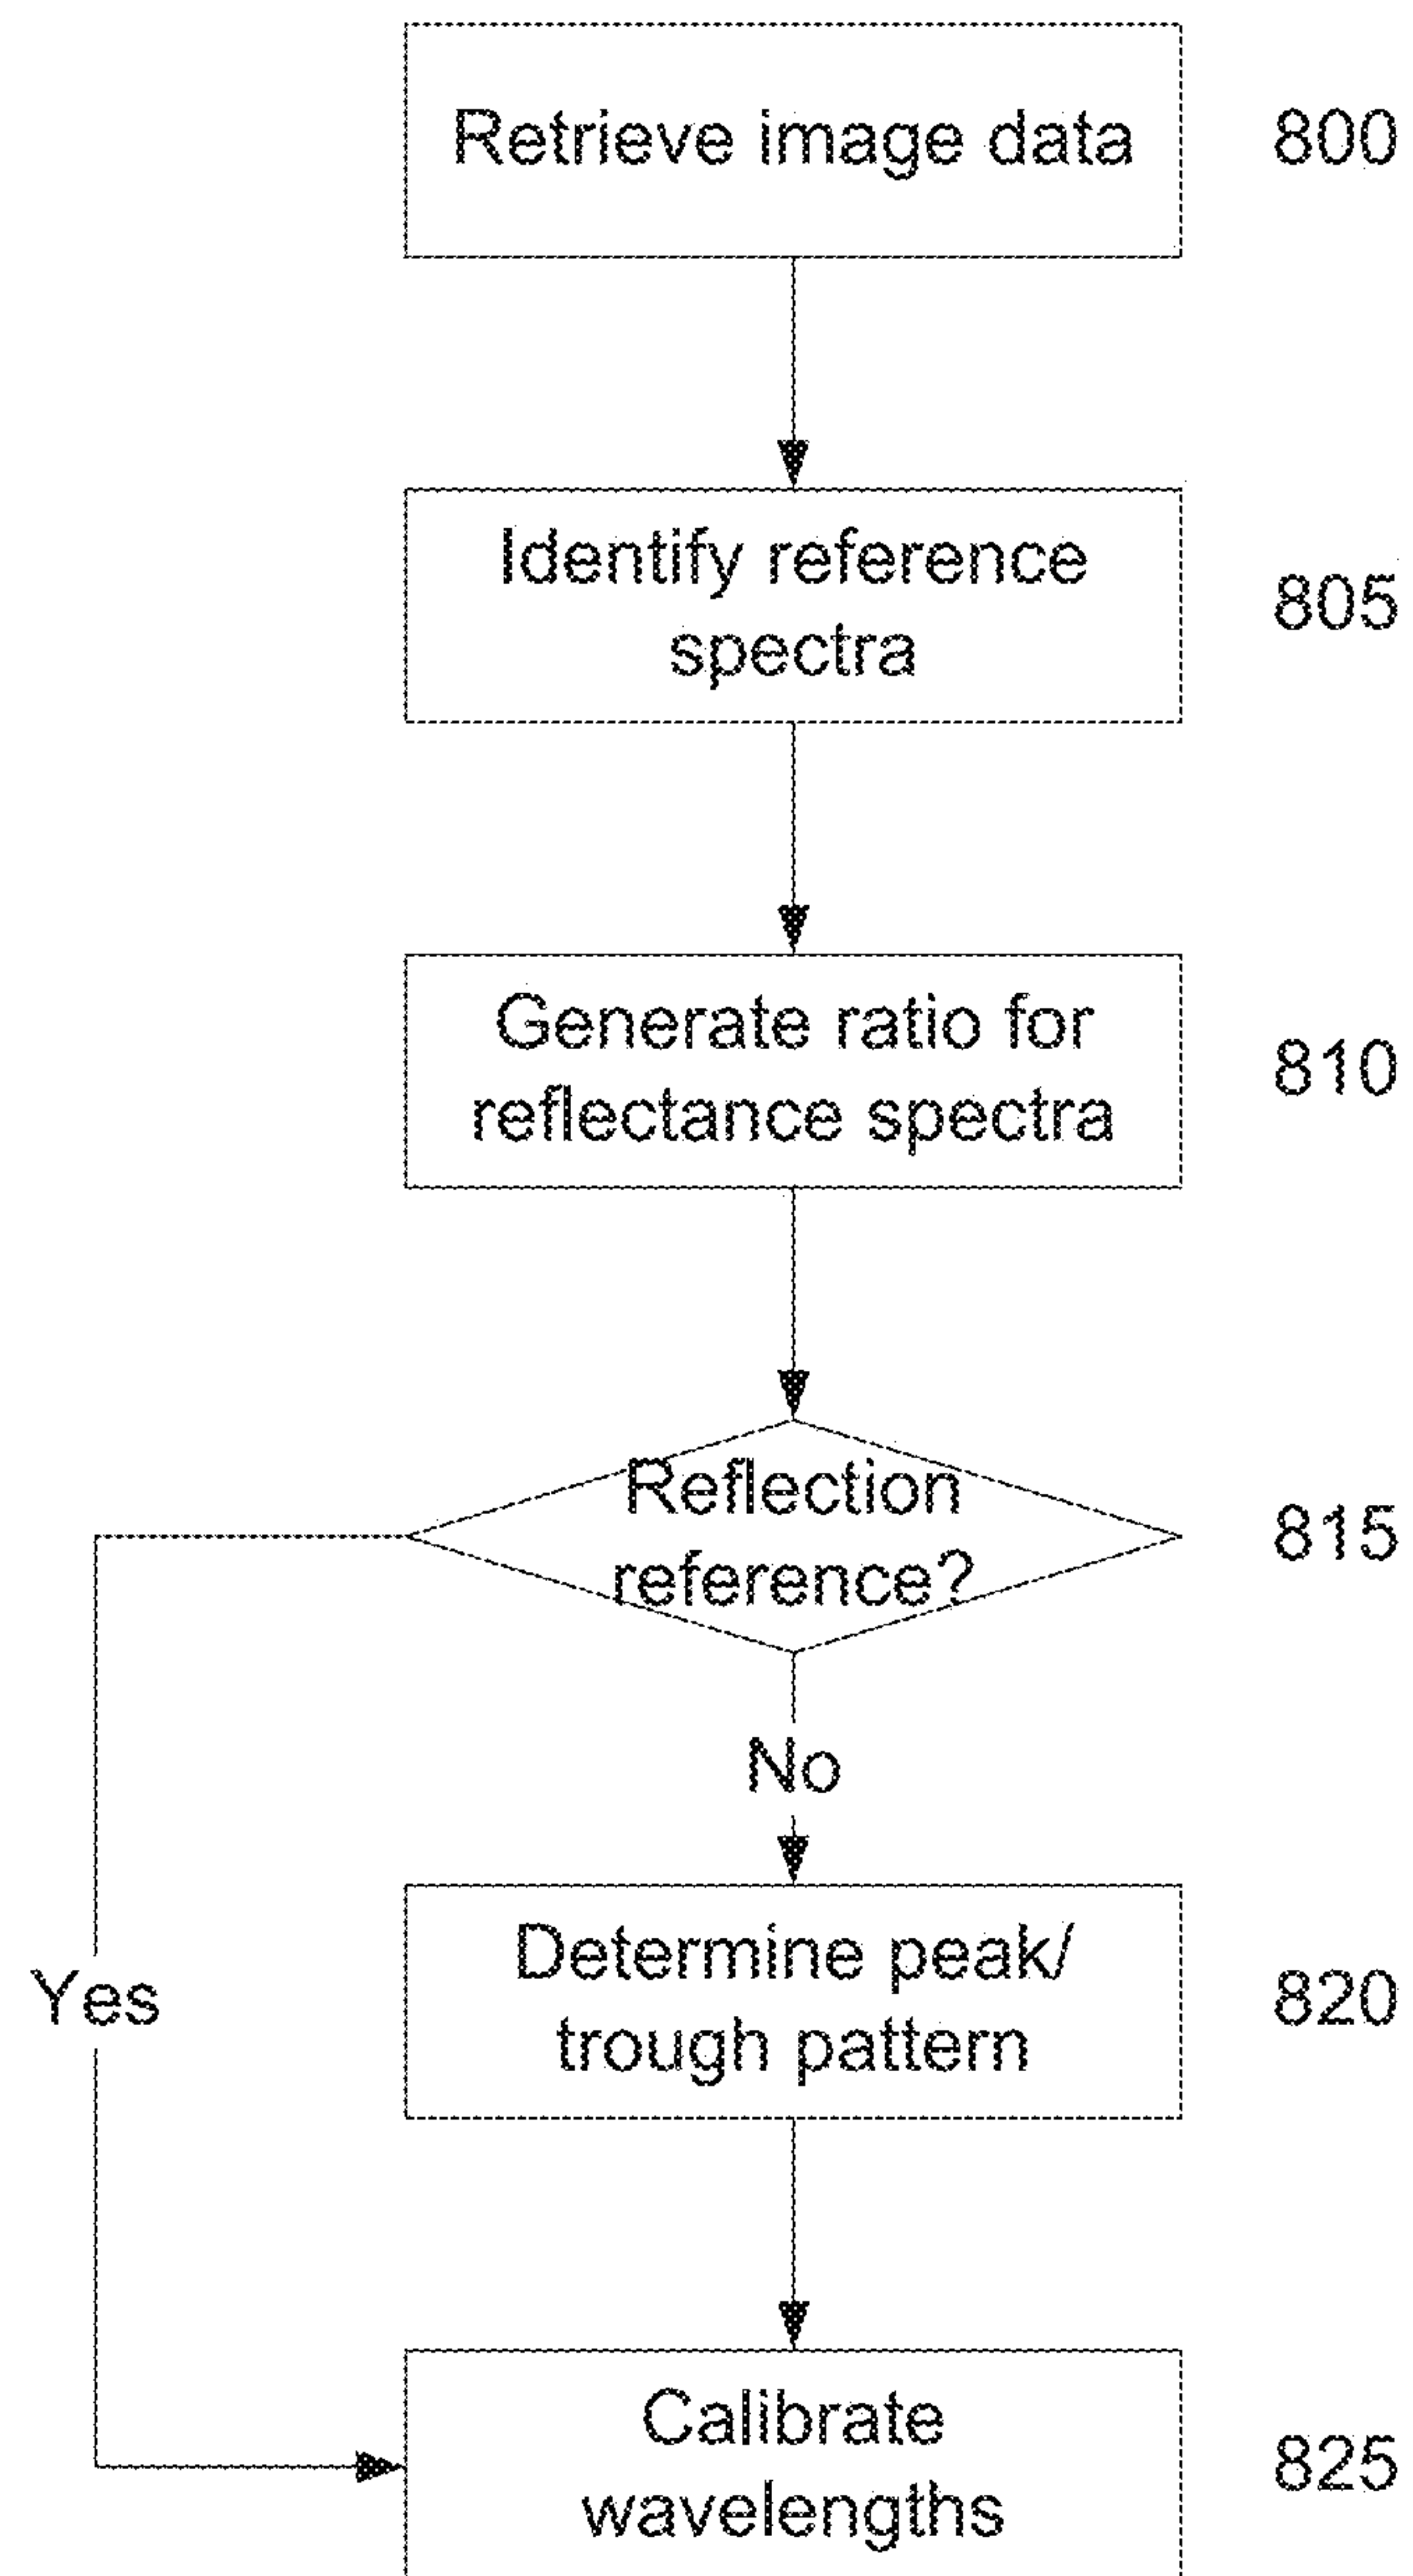 Retrieve image data
800
Identify reference
spectra
805
Generate ratio for
reflectance spectra
810
Reflection
reference?
815
No
Determine peak/
trough pattern
820
Yes
Calibrate
wavelengths
825